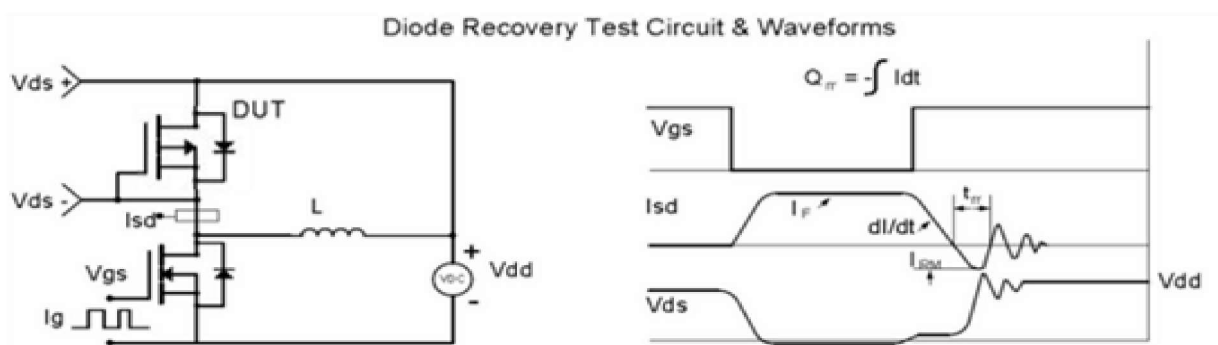 Diode Recovery Test Circuit & Waveforms
Vds +
DUT
Vds -
Isd
L
Vgs
Ig
VDC
+
Vdd
-
Qrr = -∫ Idt
Vgs
Isd
IF
dI/dt
trr
IRM
Vds
Vdd